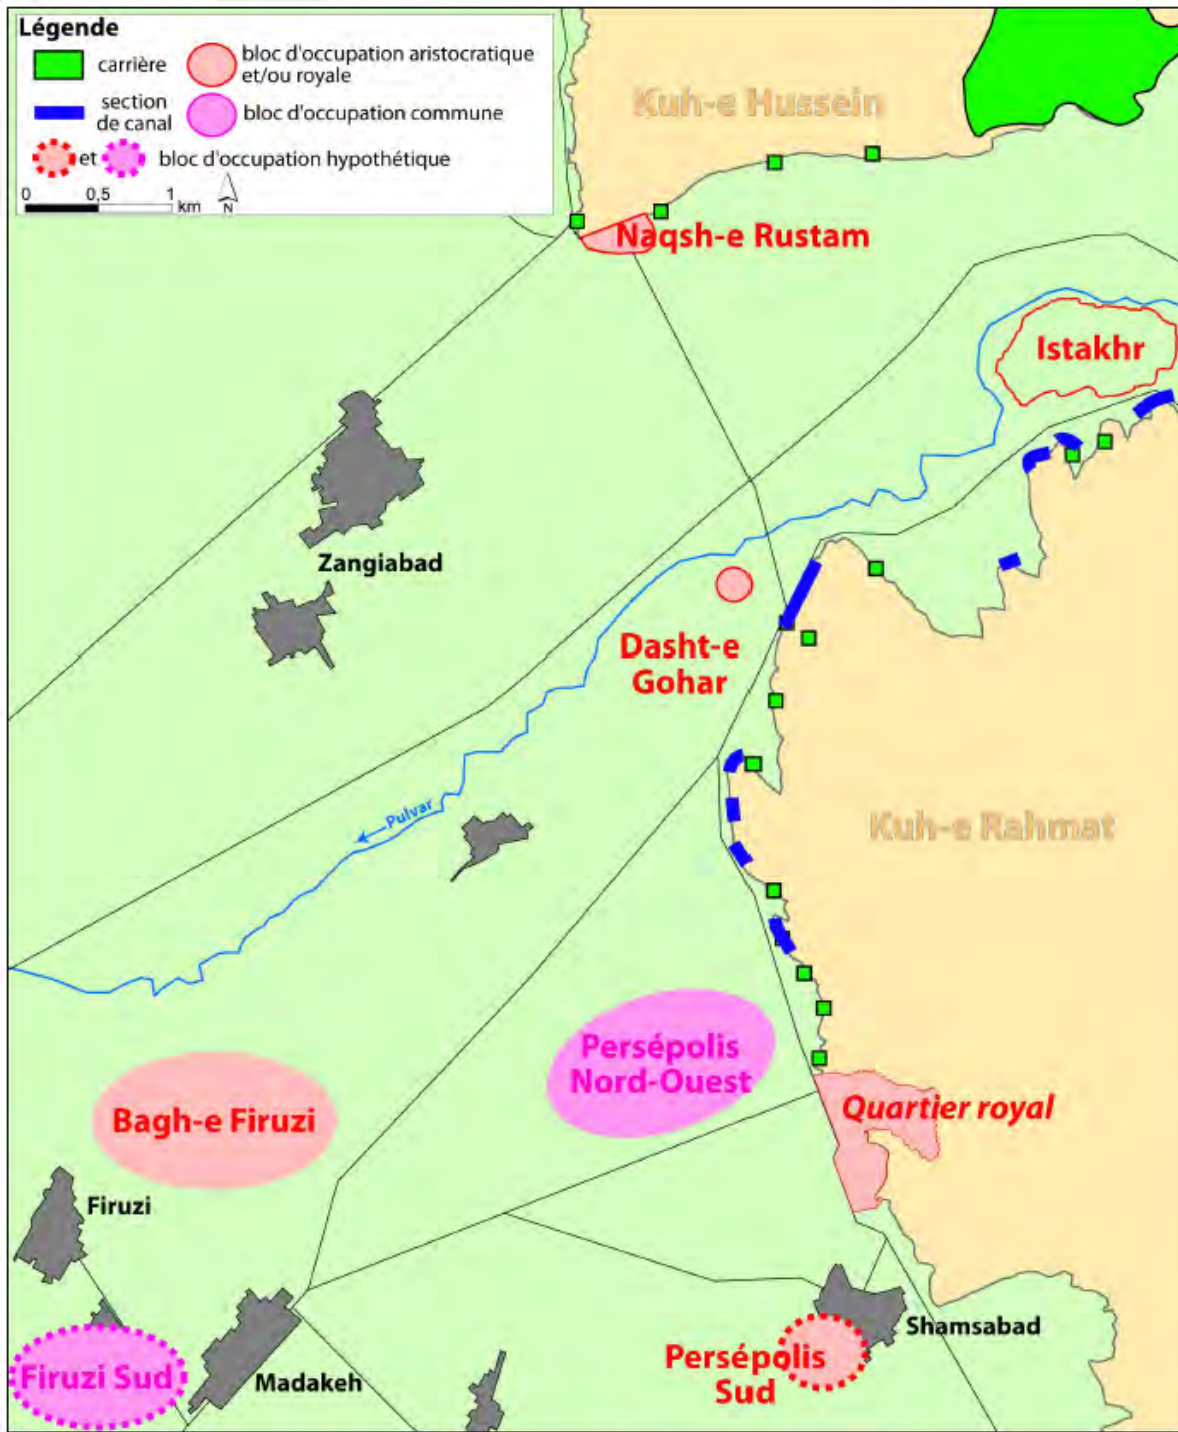 Légende
carrière
bloc d'occupation aristocratique
et/ou royale
section
de canal
bloc d'occupation commune
et
bloc d'occupation hypothétique
0
0,5
1
km
N
Kuh-e Hussein
Naqsh-e Rustam
Istakhr
Zangiabad
Dasht-e
Gohar
Pulvar
Kuh-e Rahmat
Persépolis
Nord-Ouest
Quartier royal
Bagh-e Firuzi
Firuzi
Shamsabad
Persépolis
Sud
Firuzi Sud
Madakeh